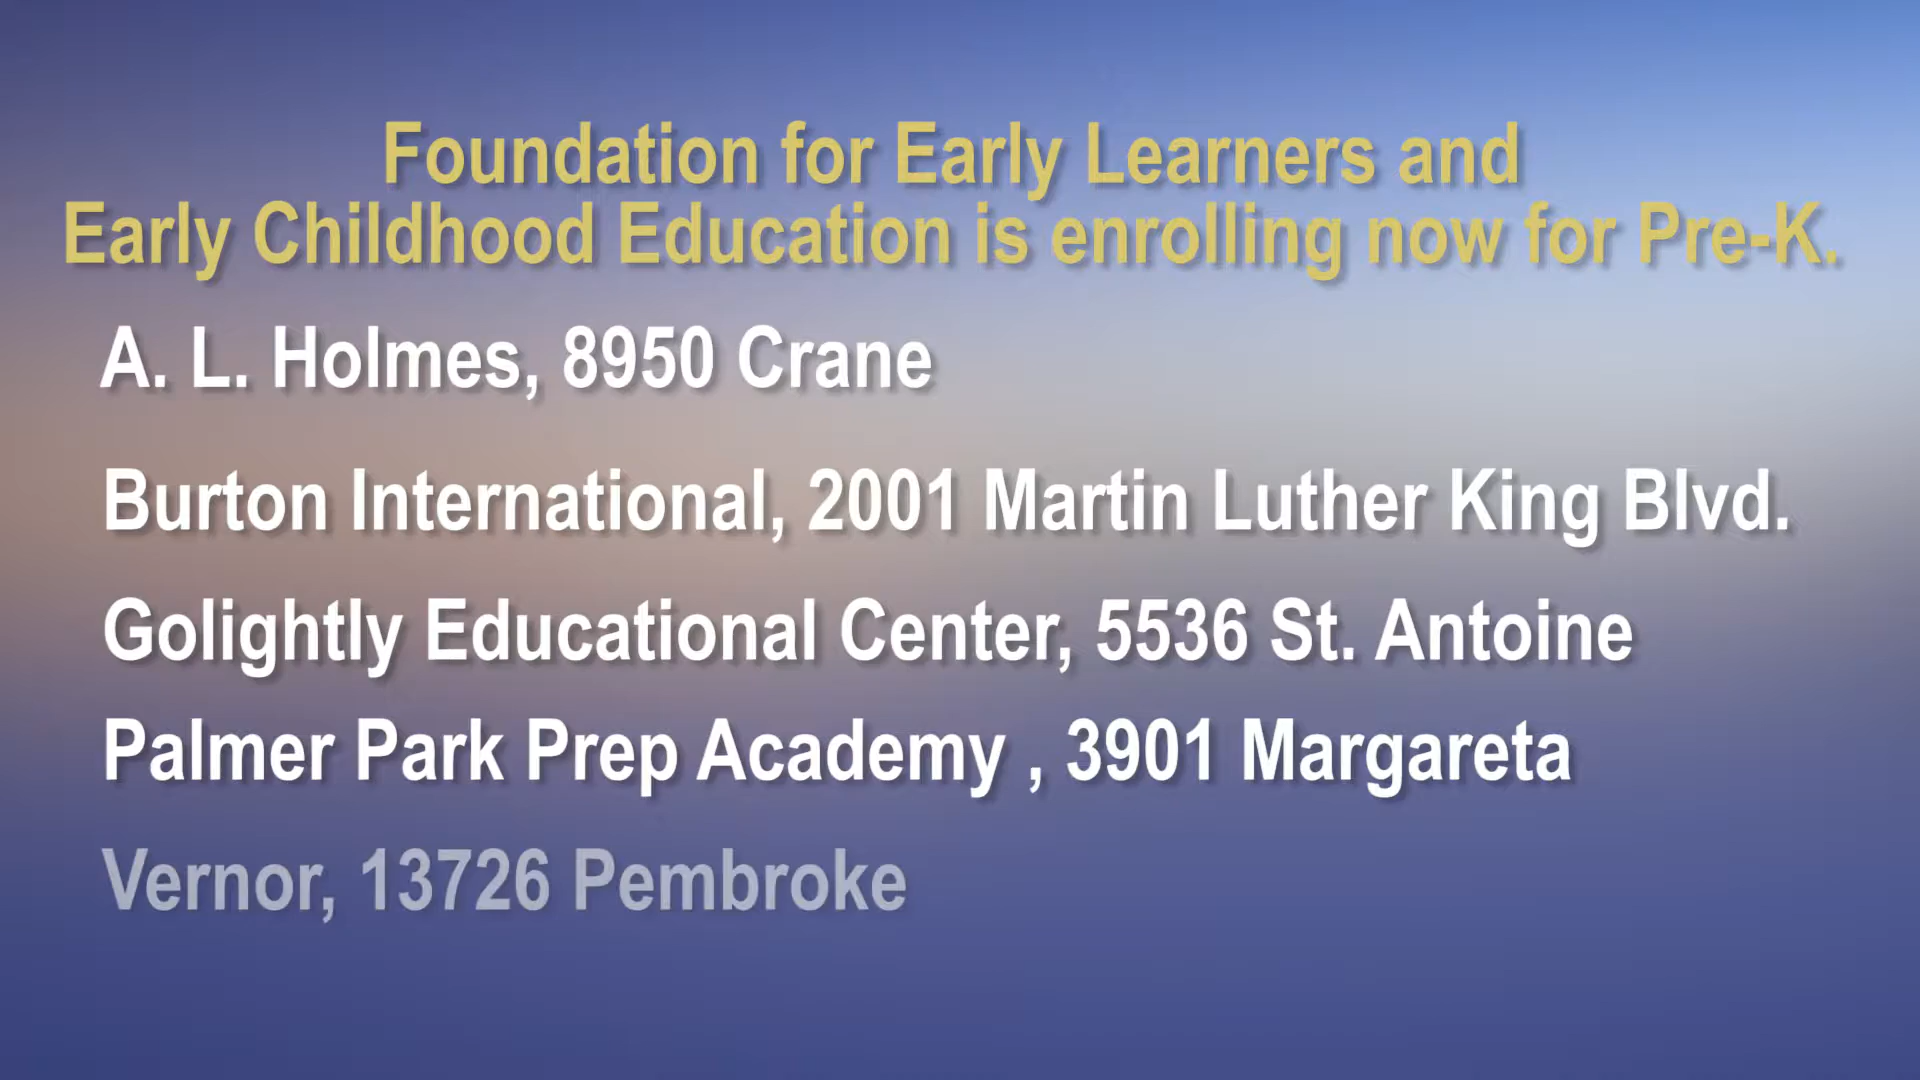 Foundation for Early Learners and
Early Childhood Education is enrolling now for Pre-K.
A. L. Holmes, 8950 Crane
Burton International, 2001 Martin Luther King Blvd.
Golightly Educational Center, 5536 St. Antoine
Palmer Park Prep Academy , 3901 Margareta
Vernor, 13726 Pembroke